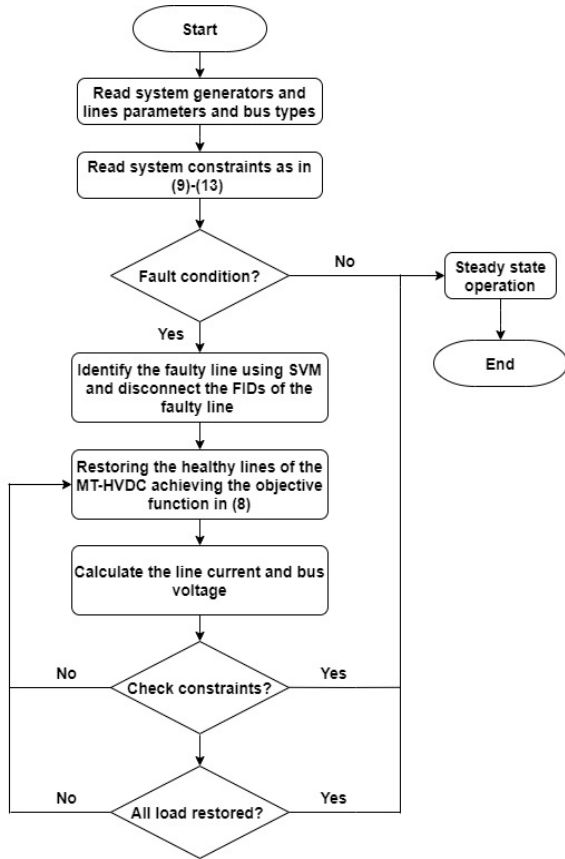 Start
Read system generators and
lines parameters and bus types
Read system constraints as in
(9)-(13)
Fault condition?
No
Steady state
operation
End
Yes
Identify the faulty line using SVM
and disconnect the FIDs of the
faulty line
Restoring the healthy lines of the
MT-HVDC achieving the objective
function in (8)
Calculate the line current and bus
voltage
No
Check constraints?
Yes
No
All load restored?
Yes